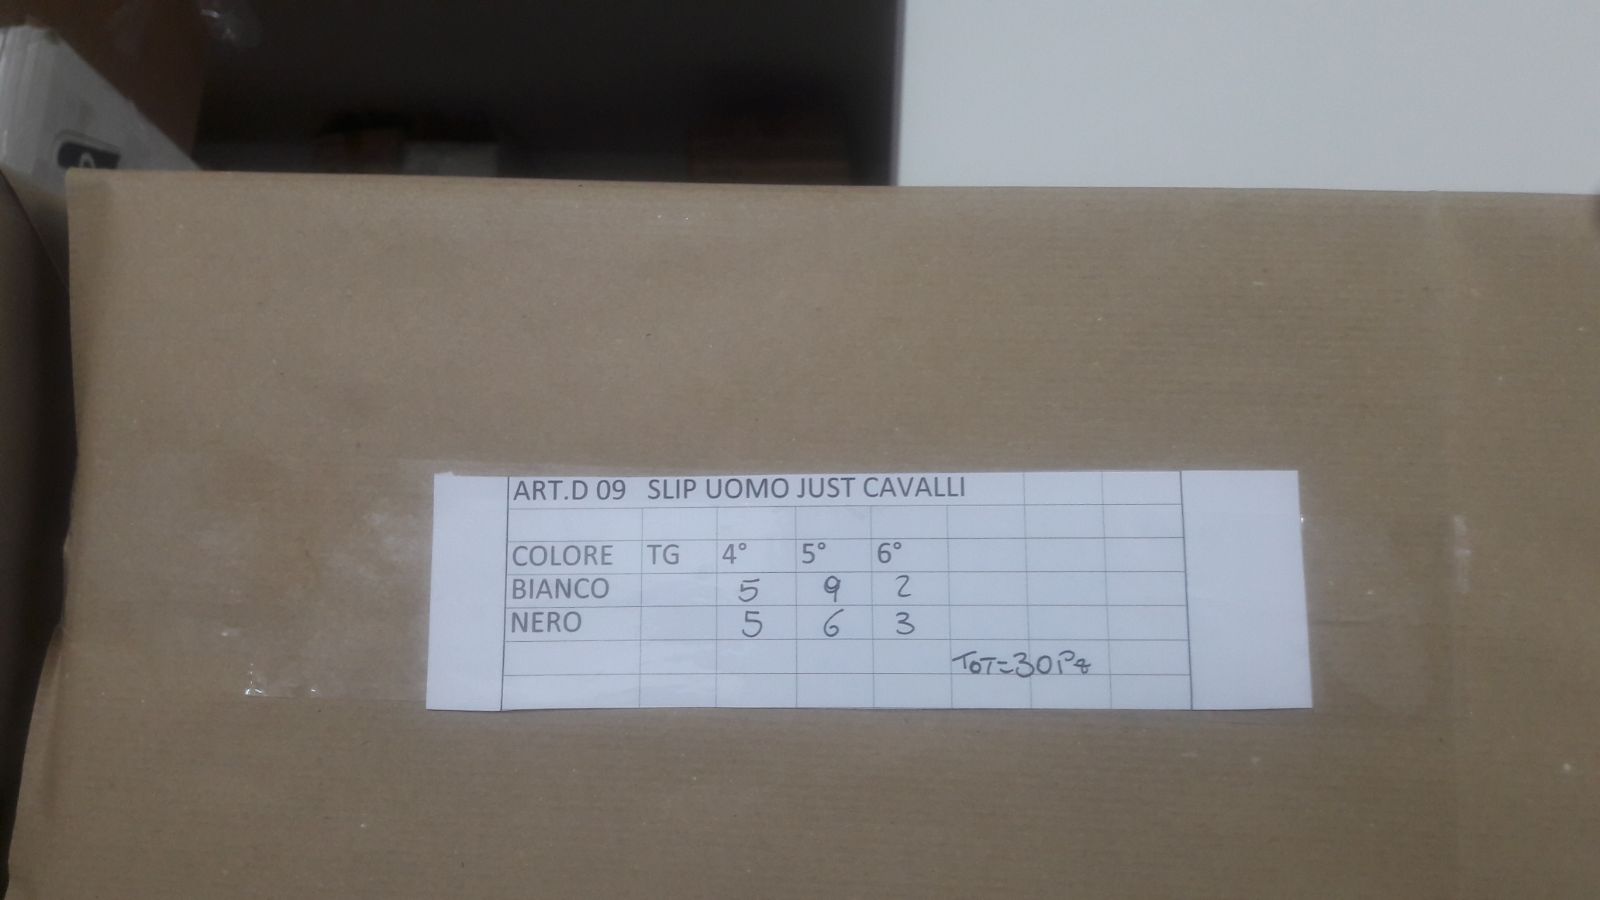 ART.D 09 SLIP UOMO JUST CAVALLI
COLORE TG 4° 5° 6°
BIANCO 5 9 2
NERO 5 6 3
TOT=30Pz